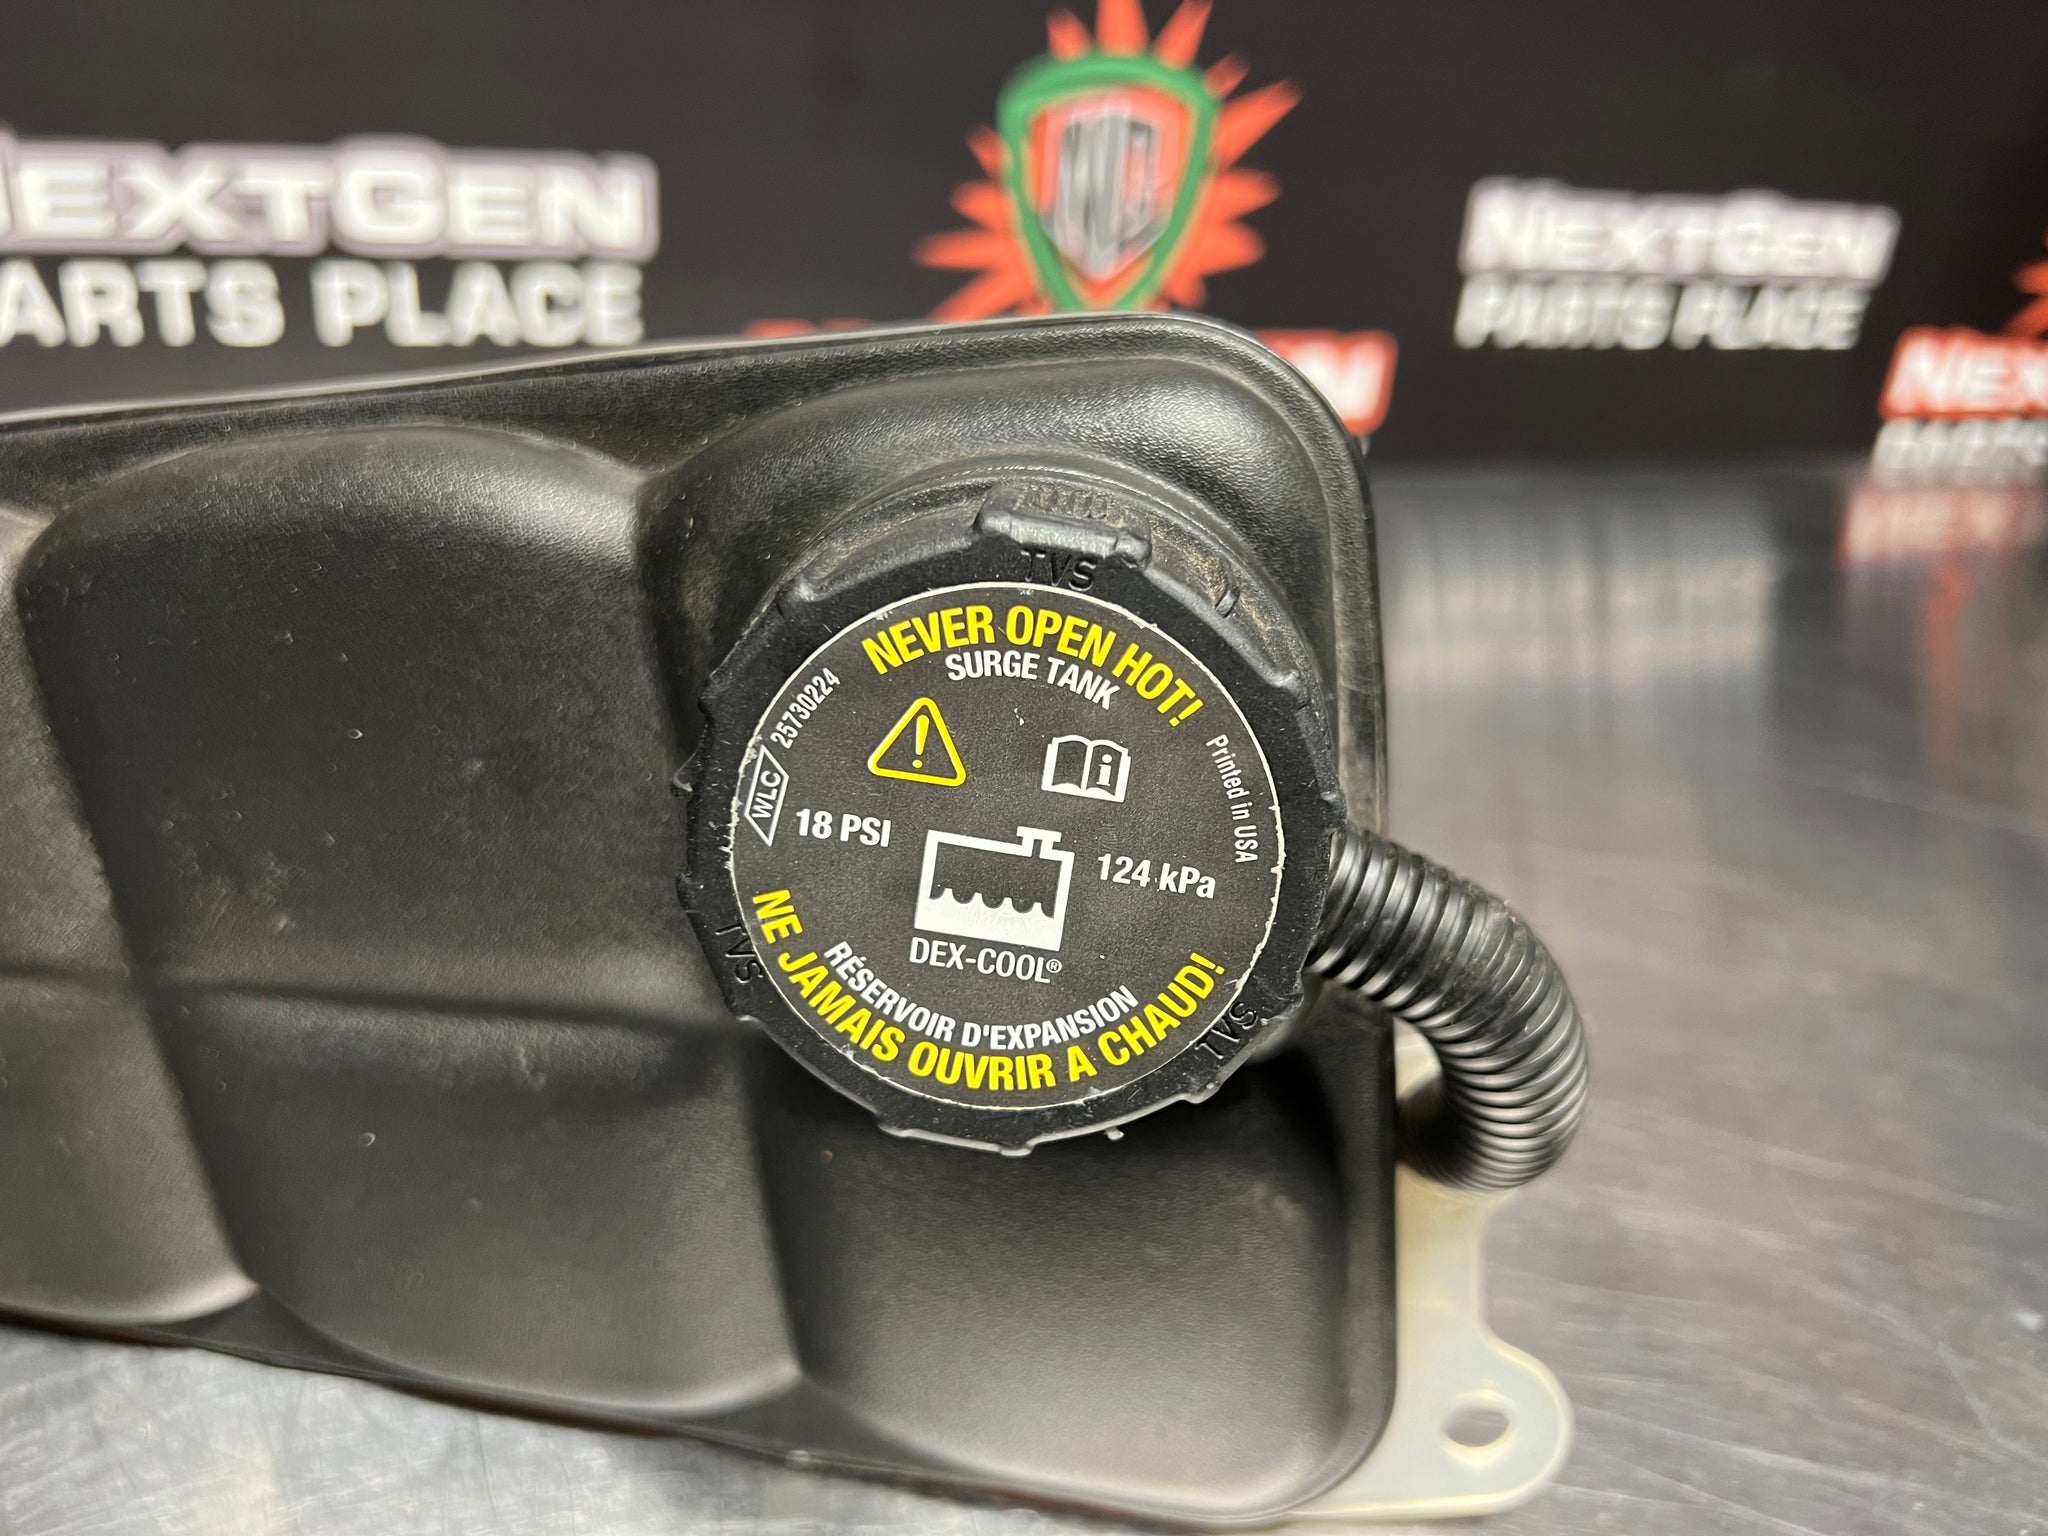 NEXTGEN
PARTS PLACE
NEXTGEN
PARTS PLACE
TVS
NEVER OPEN HOT!
SURGE TANK
25730224
WLC
Printed in USA
18 PSI
124 kPa
DEX-COOL®
RÉSERVOIR D'EXPANSION
NE JAMAIS OUVRIR A CHAUD!
TVS
TVS